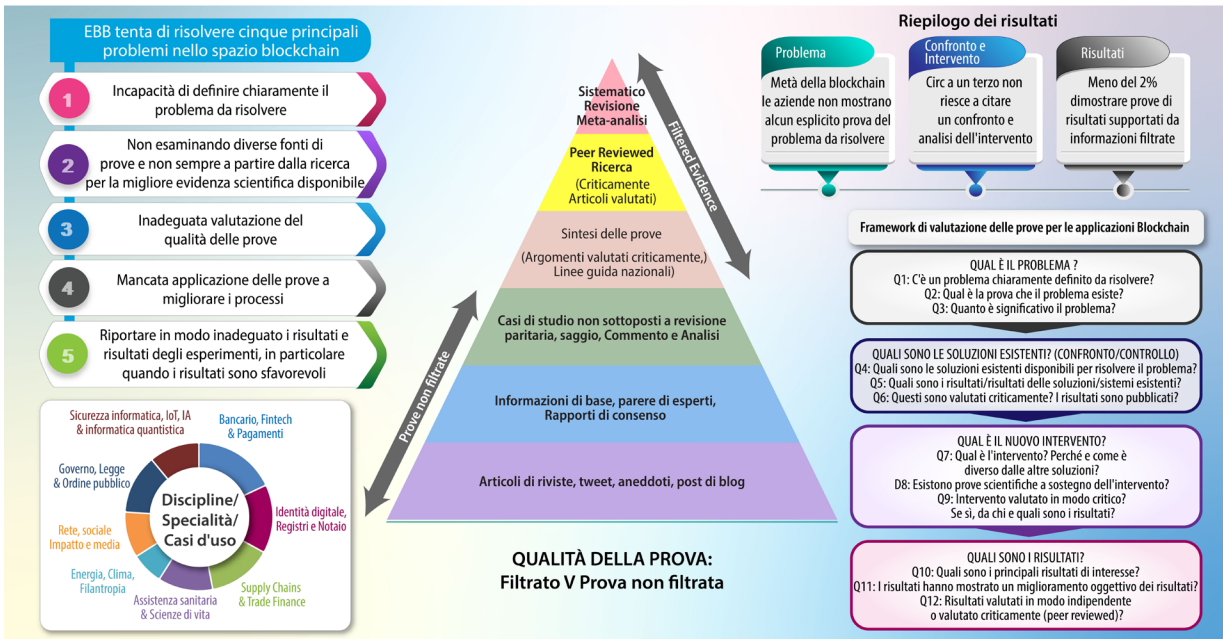 EBB tenta di risolvere cinque principali
problemi nello spazio blockchain
1
Incapacità di definire chiaramente il
problema da risolvere
2
Non esaminando diverse fonti di
prove e non sempre a partire dalla ricerca
per la migliore evidenza scientifica disponibile
3
Inadeguata valutazione del
qualità delle prove
4
Mancata applicazione delle prove a
migliorare i processi
5
Riportare in modo inadeguato i risultati e
risultati degli esperimenti, in particolare
quando i risultati sono sfavorevoli
Sicurezza informatica, IoT, IA
& informatica quantistica
Bancario, Fintech
& Pagamenti
Governo, Legge
& Ordine pubblico
Identità digitale,
Registri e Notaio
Rete, sociale
Impatto e media
Energia, Clima,
Filantropia
Assistenza sanitaria
& Scienze di vita
Supply Chains
& Trade Finance
Discipline/
Specialità/
Casi d'uso
Sistematico
Revisione
Meta-analisi
Peer Reviewed
Ricerca
(Criticamente
Articoli valutati)
Sintesi delle prove
(Argomenti valutati criticamente,)
Linee guida nazionali)
Casi di studio non sottoposti a revisione
paritaria, saggio, Commento e Analisi
Informazioni di base, parere di esperti,
Rapporti di consenso
Articoli di riviste, tweet, aneddoti, post di blog
Filtered Evidence
Prove non filtrate
QUALITÀ DELLA PROVA:
Filtrato V Prova non filtrata
Riepilogo dei risultati
Problema
Metà della blockchain
le aziende non mostrano
alcun esplicito prova del
problema da risolvere
Confronto e
Intervento
Circ a un terzo non
riesce a citare
un confronto e
analisi dell'intervento
Risultati
Meno del 2%
dimostrare prove di
risultati supportati da
informazioni filtrate
Framework di valutazione delle prove per le applicazioni Blockchain
QUAL È IL PROBLEMA ?
Q1: C'è un problema chiaramente definito da risolvere?
Q2: Qual è la prova che il problema esiste?
Q3: Quanto è significativo il problema?
QUALI SONO LE SOLUZIONI ESISTENTI? (CONFRONTO/CONTROLLO)
Q4: Quali sono le soluzioni esistenti disponibili per risolvere il problema?
Q5: Quali sono i risultati/risultati delle soluzioni/sistemi esistenti?
Q6: Questi sono valutati criticamente? I risultati sono pubblicati?
QUAL È IL NUOVO INTERVENTO?
Q7: Qual è l'intervento? Perché e come è
diverso dalle altre soluzioni?
D8: Esistono prove scientifiche a sostegno dell'intervento?
Q9: Intervento valutato in modo critico?
Se sì, da chi e quali sono i risultati?
QUALI SONO I RISULTATI?
Q10: Quali sono i principali risultati di interesse?
Q11: I risultati hanno mostrato un miglioramento oggettivo dei risultati?
Q12: Risultati valutati in modo indipendente
o valutato criticamente (peer reviewed)?